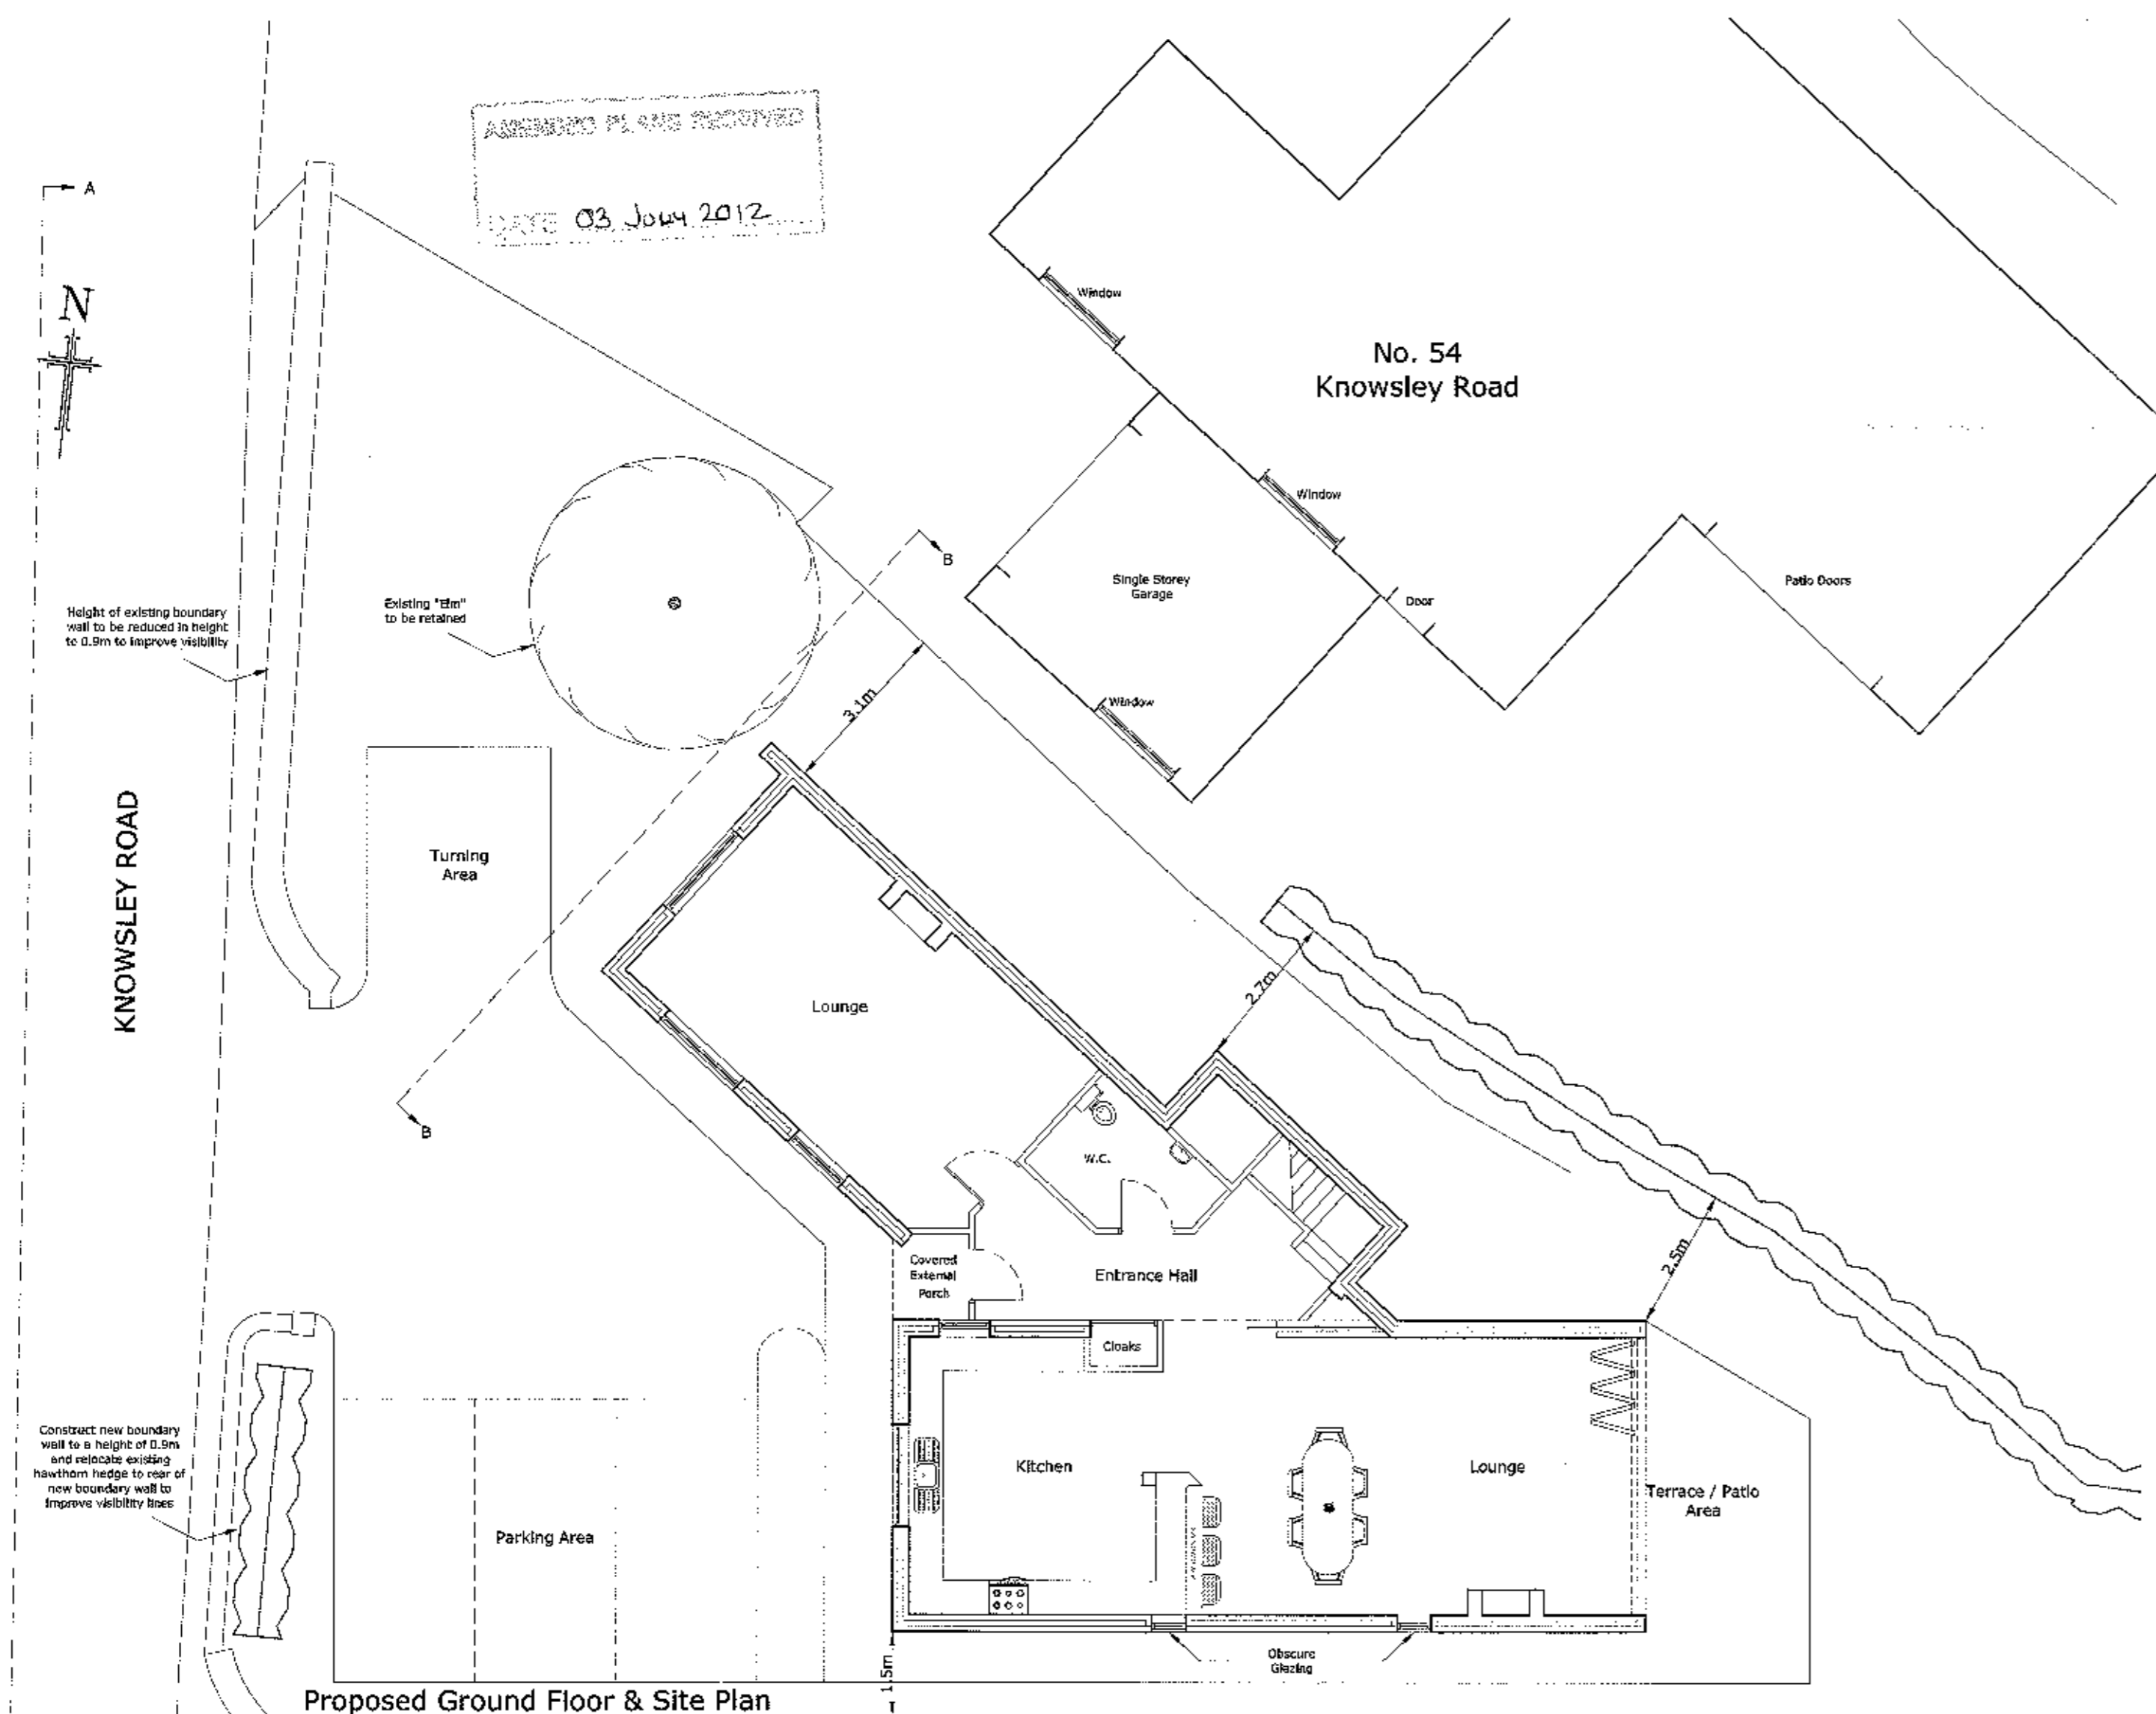 AMENDED PLANS RECEIVED
DATE 03 July 2012
A
N
Window
No. 54
Knowsley Road
Window
B
Single Storey
Garage
Door
Patio Doors
Height of existing boundary
wall to be reduced in height
to 0.9m to improve visibility
Existing "Elm"
to be retained
3.1m
Window
KNOWSLEY ROAD
Turning
Area
Lounge
2.7m
B
W.C.
2.5m
Covered
External
Porch
Entrance Hall
Cloaks
Construct new boundary
wall to a height of 0.9m
and relocate existing
hawthorn hedge to rear of
new boundary wall to
improve visibility lines
Kitchen
Lounge
Terrace / Patio
Area
Parking Area
Obscure
Glazing
1.5m
Proposed Ground Floor & Site Plan